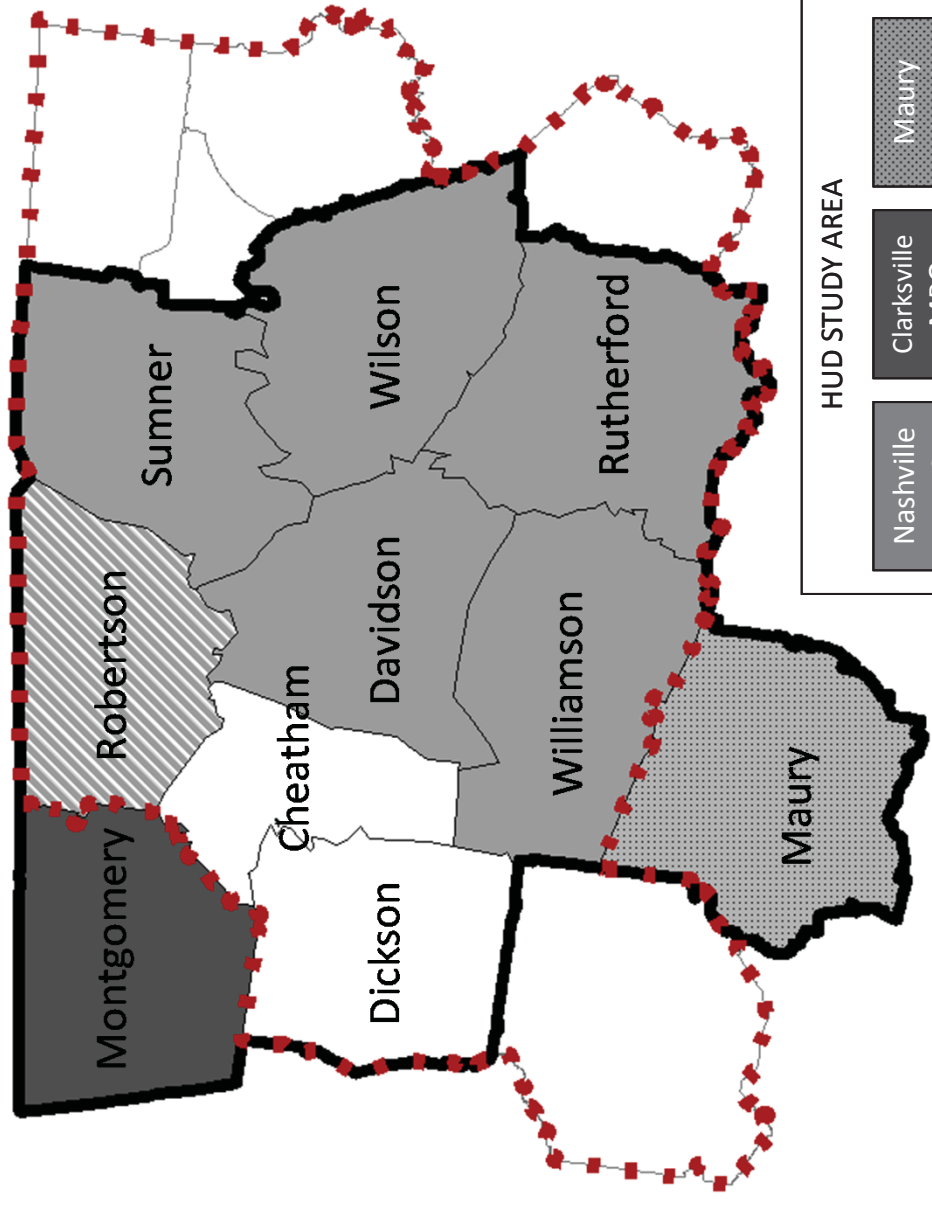 Montgomery
Robertson
Sumner
Cheatham
Dickson
Davidson
Wilson
Williamson
Rutherford
Maury
HUD STUDY AREA
Nashville
Clarksville
Maury